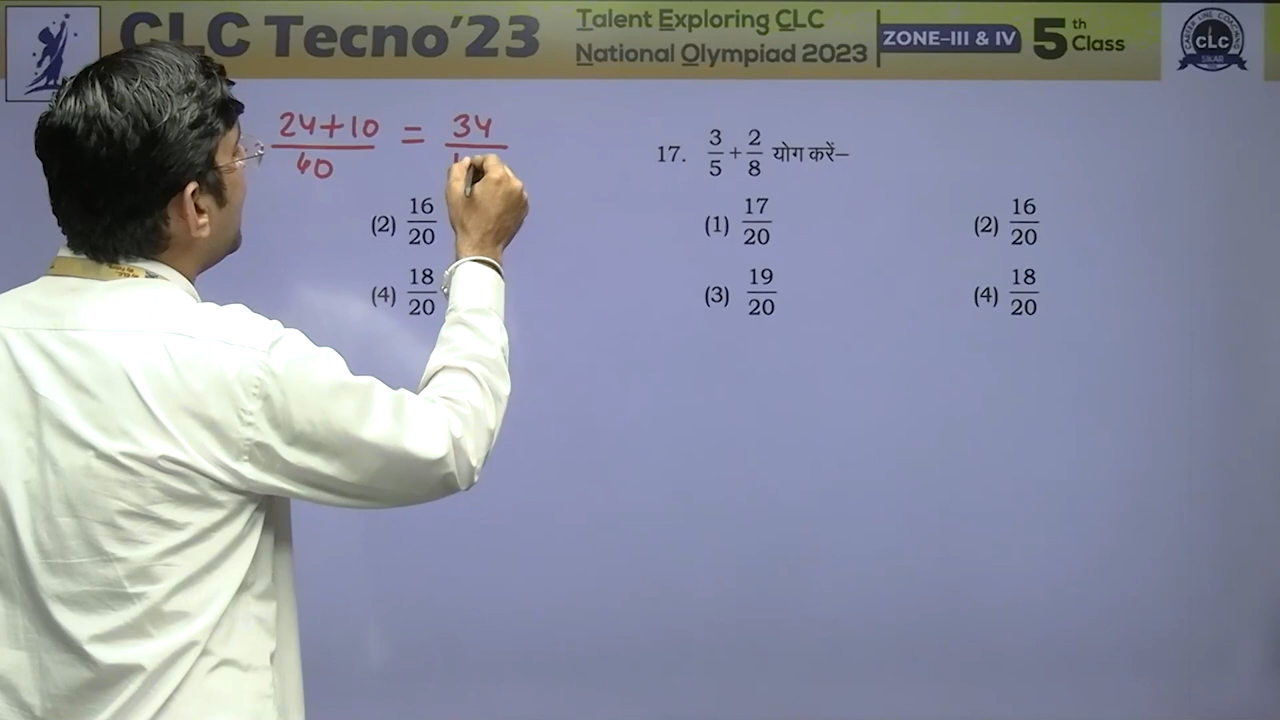 CLC Tecno'23
Talent Exploring CLC
National Olympiad 2023
ZONE–III & IV
5th Class
CLC
SIKAR
24+10/40 = 34/
(2) 16/20
(4) 18/20
17. 3/5 + 2/8 योग करें–
(1) 17/20 (2) 16/20
(3) 19/20 (4) 18/20